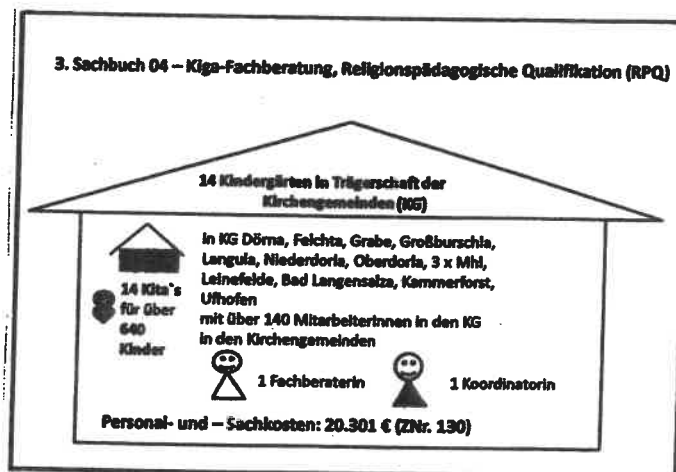 3. Sachbuch 04 – Kiga-Fachberatung, Religionspädagogische Qualifikation (RPQ)
14 Kindergärten in Trägerschaft der
Kirchengemeinden (KG)
in KG Dörna, Felchta, Grabe, Großburschla,
Langula, Niederdorla, Oberdorla, 3 x Mhl,
Leinefelde, Bad Langensalza, Kammerforst,
Ufhofen
mit über 140 MitarbeiterInnen in den KG
in den Kirchengemeinden
14 Kita`s
für über
640
Kinder
1 Fachberaterin
1 Koordinatorin
Personal- und – Sachkosten: 20.301 € (ZNr. 130)